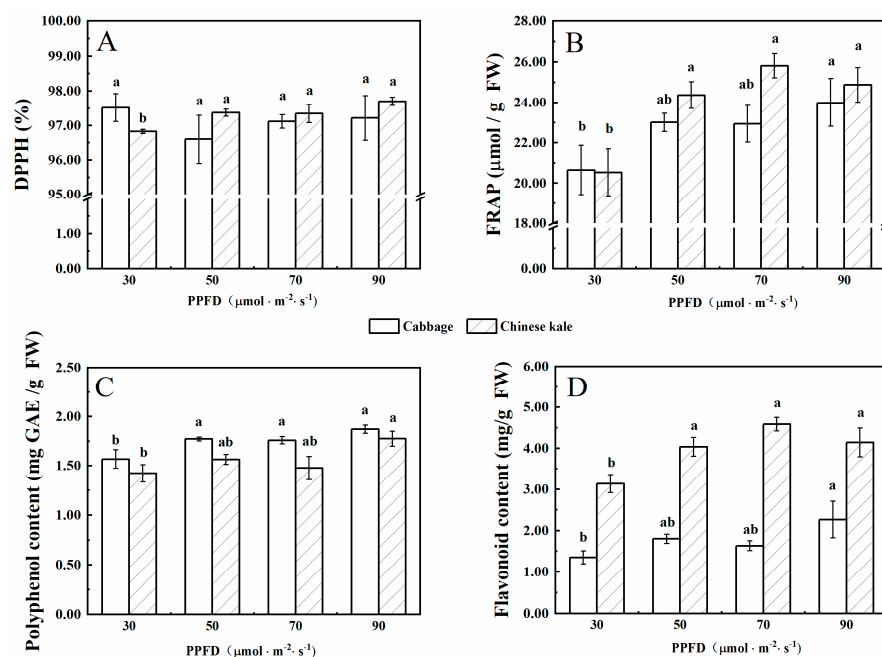 A
DPPH (%)
100.00
99.00
98.00
97.00
96.00
95.00
1.00
0.00
a
b
a
a
a
a
a
a
30
50
70
90
PPFD（μmol · m⁻²· s⁻¹）
B
FRAP (μmol / g FW)
28.00
26.00
24.00
22.00
20.00
18.00
0.00
b
b
ab
a
ab
a
a
a
30
50
70
90
PPFD（μmol · m⁻²· s⁻¹）
Cabbage
Chinese kale
C
Polyphenol content (mg GAE /g FW)
2.50
2.00
1.50
1.00
0.50
0.00
b
b
a
ab
a
ab
a
a
30
50
70
90
PPFD（μmol · m⁻²· s⁻¹）
D
Flavonoid content (mg/g FW)
6.00
5.00
4.00
3.00
2.00
1.00
0.00
b
b
ab
a
ab
a
a
a
30
50
70
90
PPFD（μmol · m⁻²· s⁻¹）